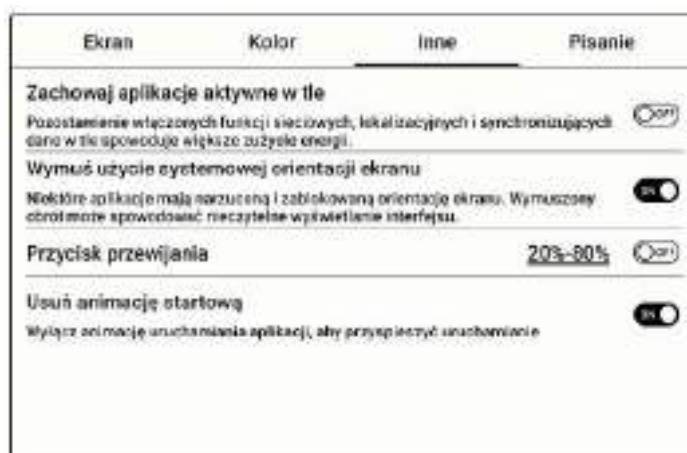 Ekran Kolor Inne Pisanie
Zachowaj aplikacje aktywne w tle
Pozostawienie włączonych funkcji sieciowych, lokalizacyjnych i synchronizujących
dane w tle spowoduje większe zużycie energii.
OFF
Wymuś użycie systemowej orientacji ekranu
Niektóre aplikacje mają narzuconą i zablokowaną orientację ekranu. Wymuszony
obrót może spowodować nieczytelne wyświetlanie interfejsu.
ON
Przycisk przewijania 20%-80% OFF
Usuń animację startową
ON
Wyłącz animację uruchamiania aplikacji, aby przyspieszyć uruchamianie